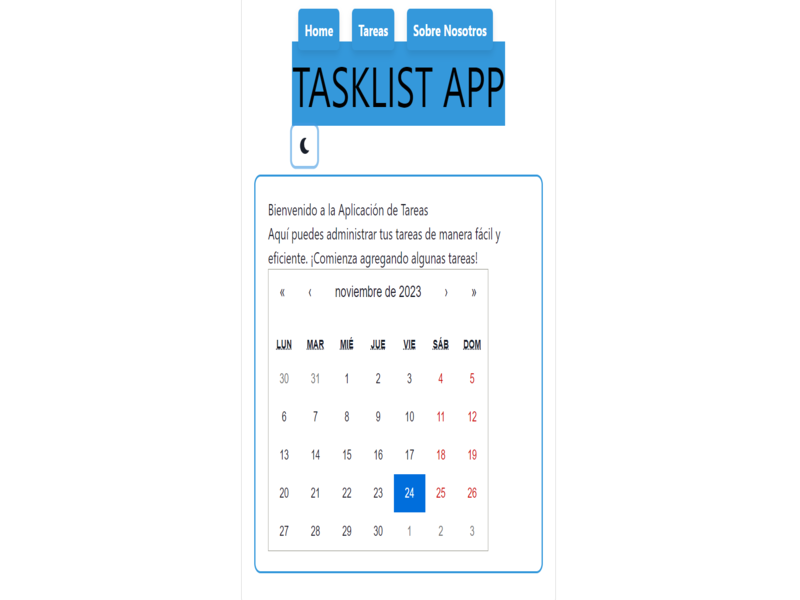 Home Tareas Sobre Nosotros
TASKLIST APP
Bienvenido a la Aplicación de Tareas
Aquí puedes administrar tus tareas de manera fácil y
eficiente. ¡Comienza agregando algunas tareas!
« ‹ noviembre de 2023 › »
LUN MAR MIÉ JUE VIE SÁB DOM
30 31 1 2 3 4 5
6 7 8 9 10 11 12
13 14 15 16 17 18 19
20 21 22 23 24 25 26
27 28 29 30 1 2 3